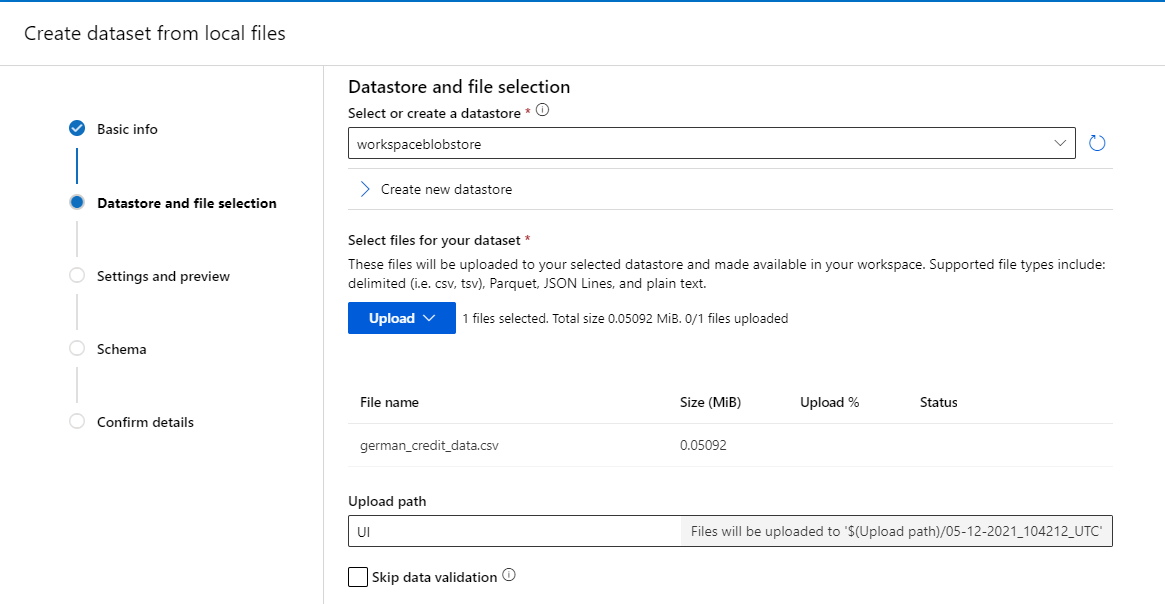 Create dataset from local files
Basic info
Datastore and file selection
Settings and preview
Schema
Confirm details
Datastore and file selection
Select or create a datastore *
workspaceblobstore
Create new datastore
Select files for your dataset *
These files will be uploaded to your selected datastore and made available in your workspace. Supported file types include:
delimited (i.e. csv, tsv), Parquet, JSON Lines, and plain text.
Upload 1 files selected. Total size 0.05092 MiB. 0/1 files uploaded
File name Size (MiB) Upload % Status
german_credit_data.csv 0.05092
Upload path
UI Files will be uploaded to '$(Upload path)/05-12-2021_104212_UTC'
Skip data validation